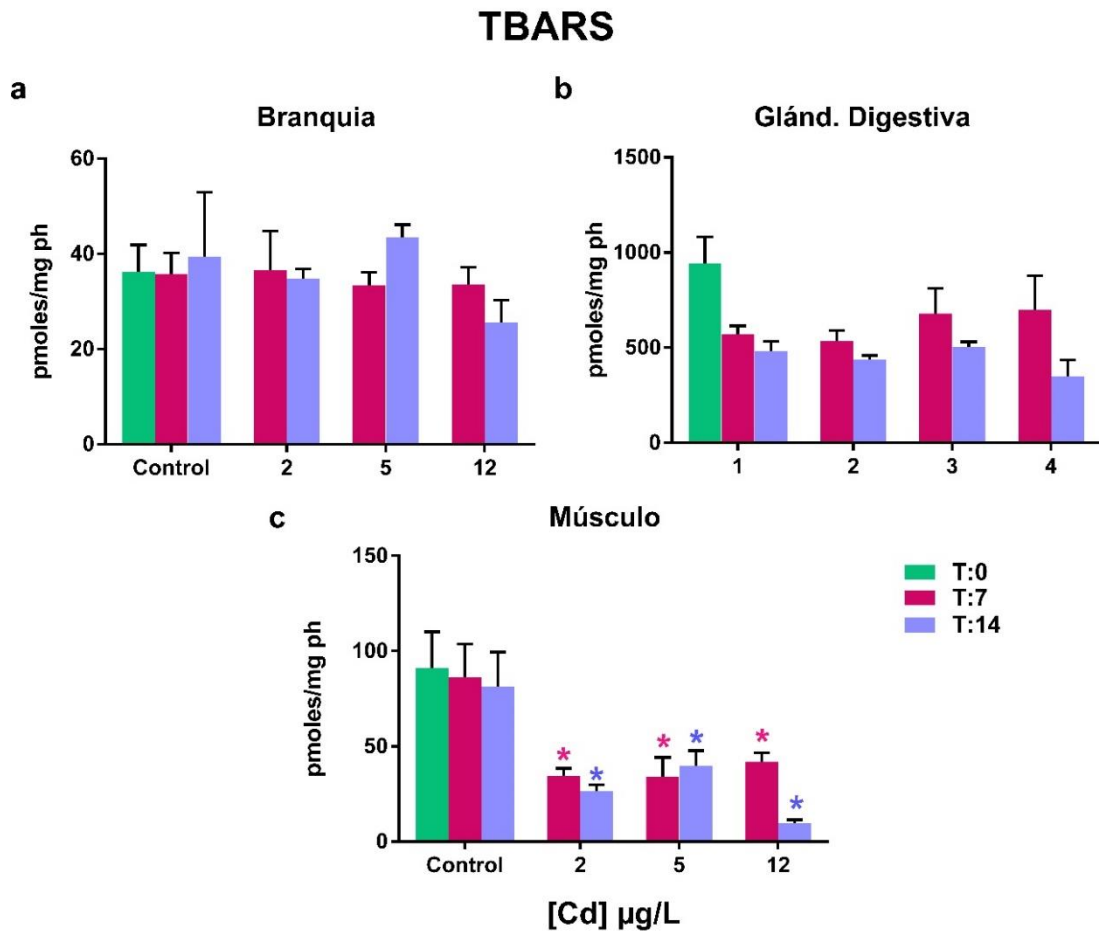 TBARS
a
Branquia
pmoles/mg ph
60
40
20
0
Control 2 5 12
b
Glánd. Digestiva
pmoles/mg ph
1500
1000
500
0
1 2 3 4
c
Músculo
pmoles/mg ph
150
100
50
0
* * * * * *
Control 2 5 12
T:0
T:7
T:14
[Cd] µg/L